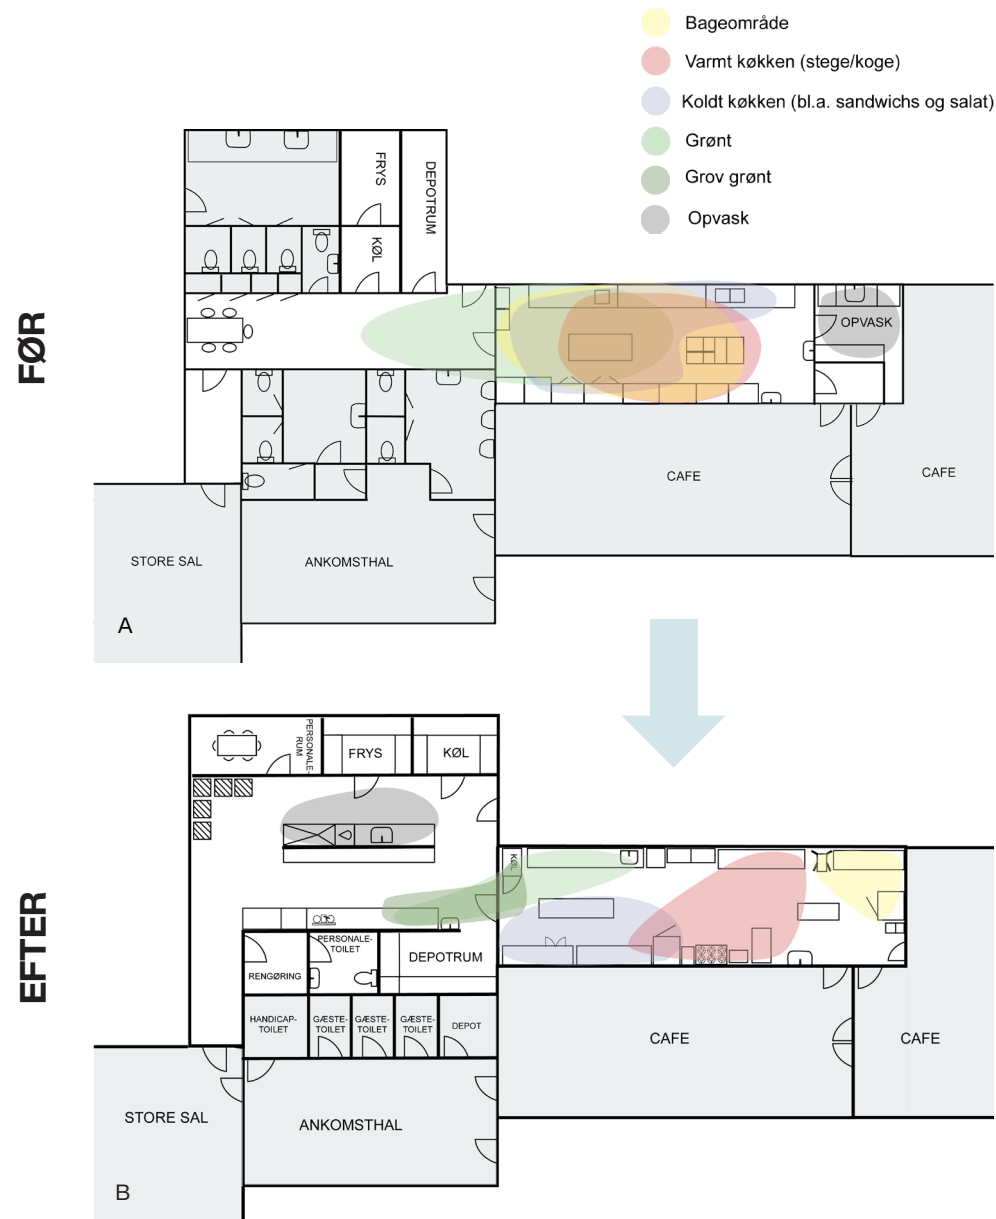 Bageområde
Varmt køkken (stege/koge)
Koldt køkken (bl.a. sandwichs og salat)
Grønt
Grov grønt
Opvask
FØR
FRYS
DEPOTRUM
KØL
OPVASK
CAFE
CAFE
STORE SAL
ANKOMSTHAL
A
EFTER
PERSONALE-
RUM
FRYS
KØL
KØL
PERSONALE-
TOILET
DEPOTRUM
RENGØRING
HANDICAP-
TOILET
GÆSTE-
TOILET
GÆSTE-
TOILET
GÆSTE-
TOILET
DEPOT
CAFE
CAFE
STORE SAL
ANKOMSTHAL
B